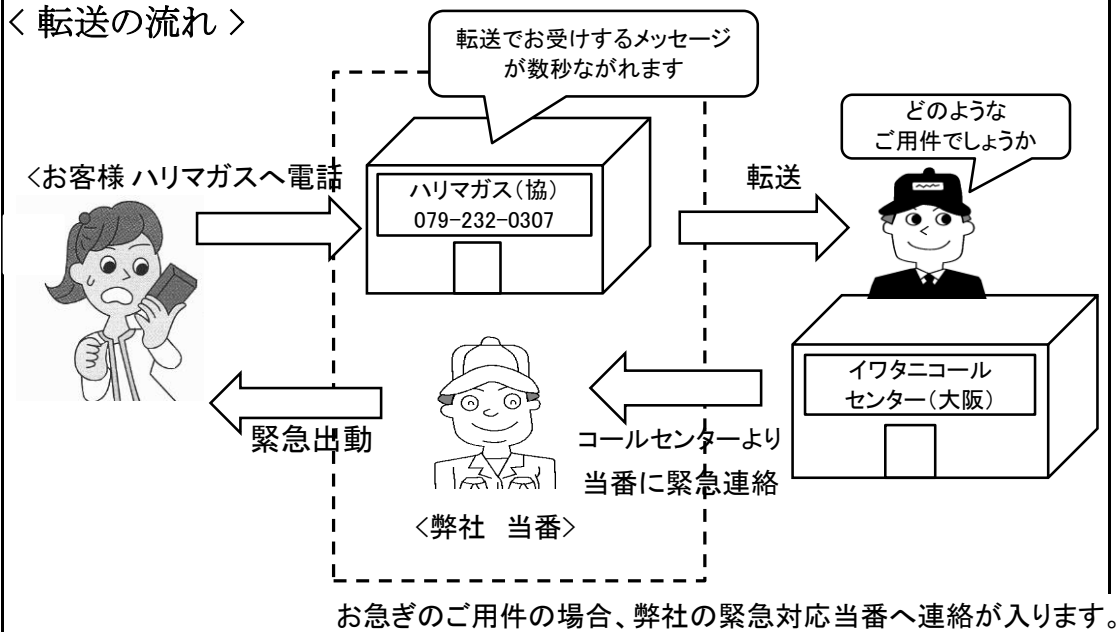 < 転送の流れ >
転送でお受けするメッセージ
が数秒ながれます
どのような
ご用件でしょうか
<お客様 ハリマガスへ電話
ハリマガス(協)
079-232-0307
転送
イワタニコール
センター(大阪)
コールセンターより
当番に緊急連絡
緊急出動
<弊社 当番>
お急ぎのご用件の場合、弊社の緊急対応当番へ連絡が入ります。